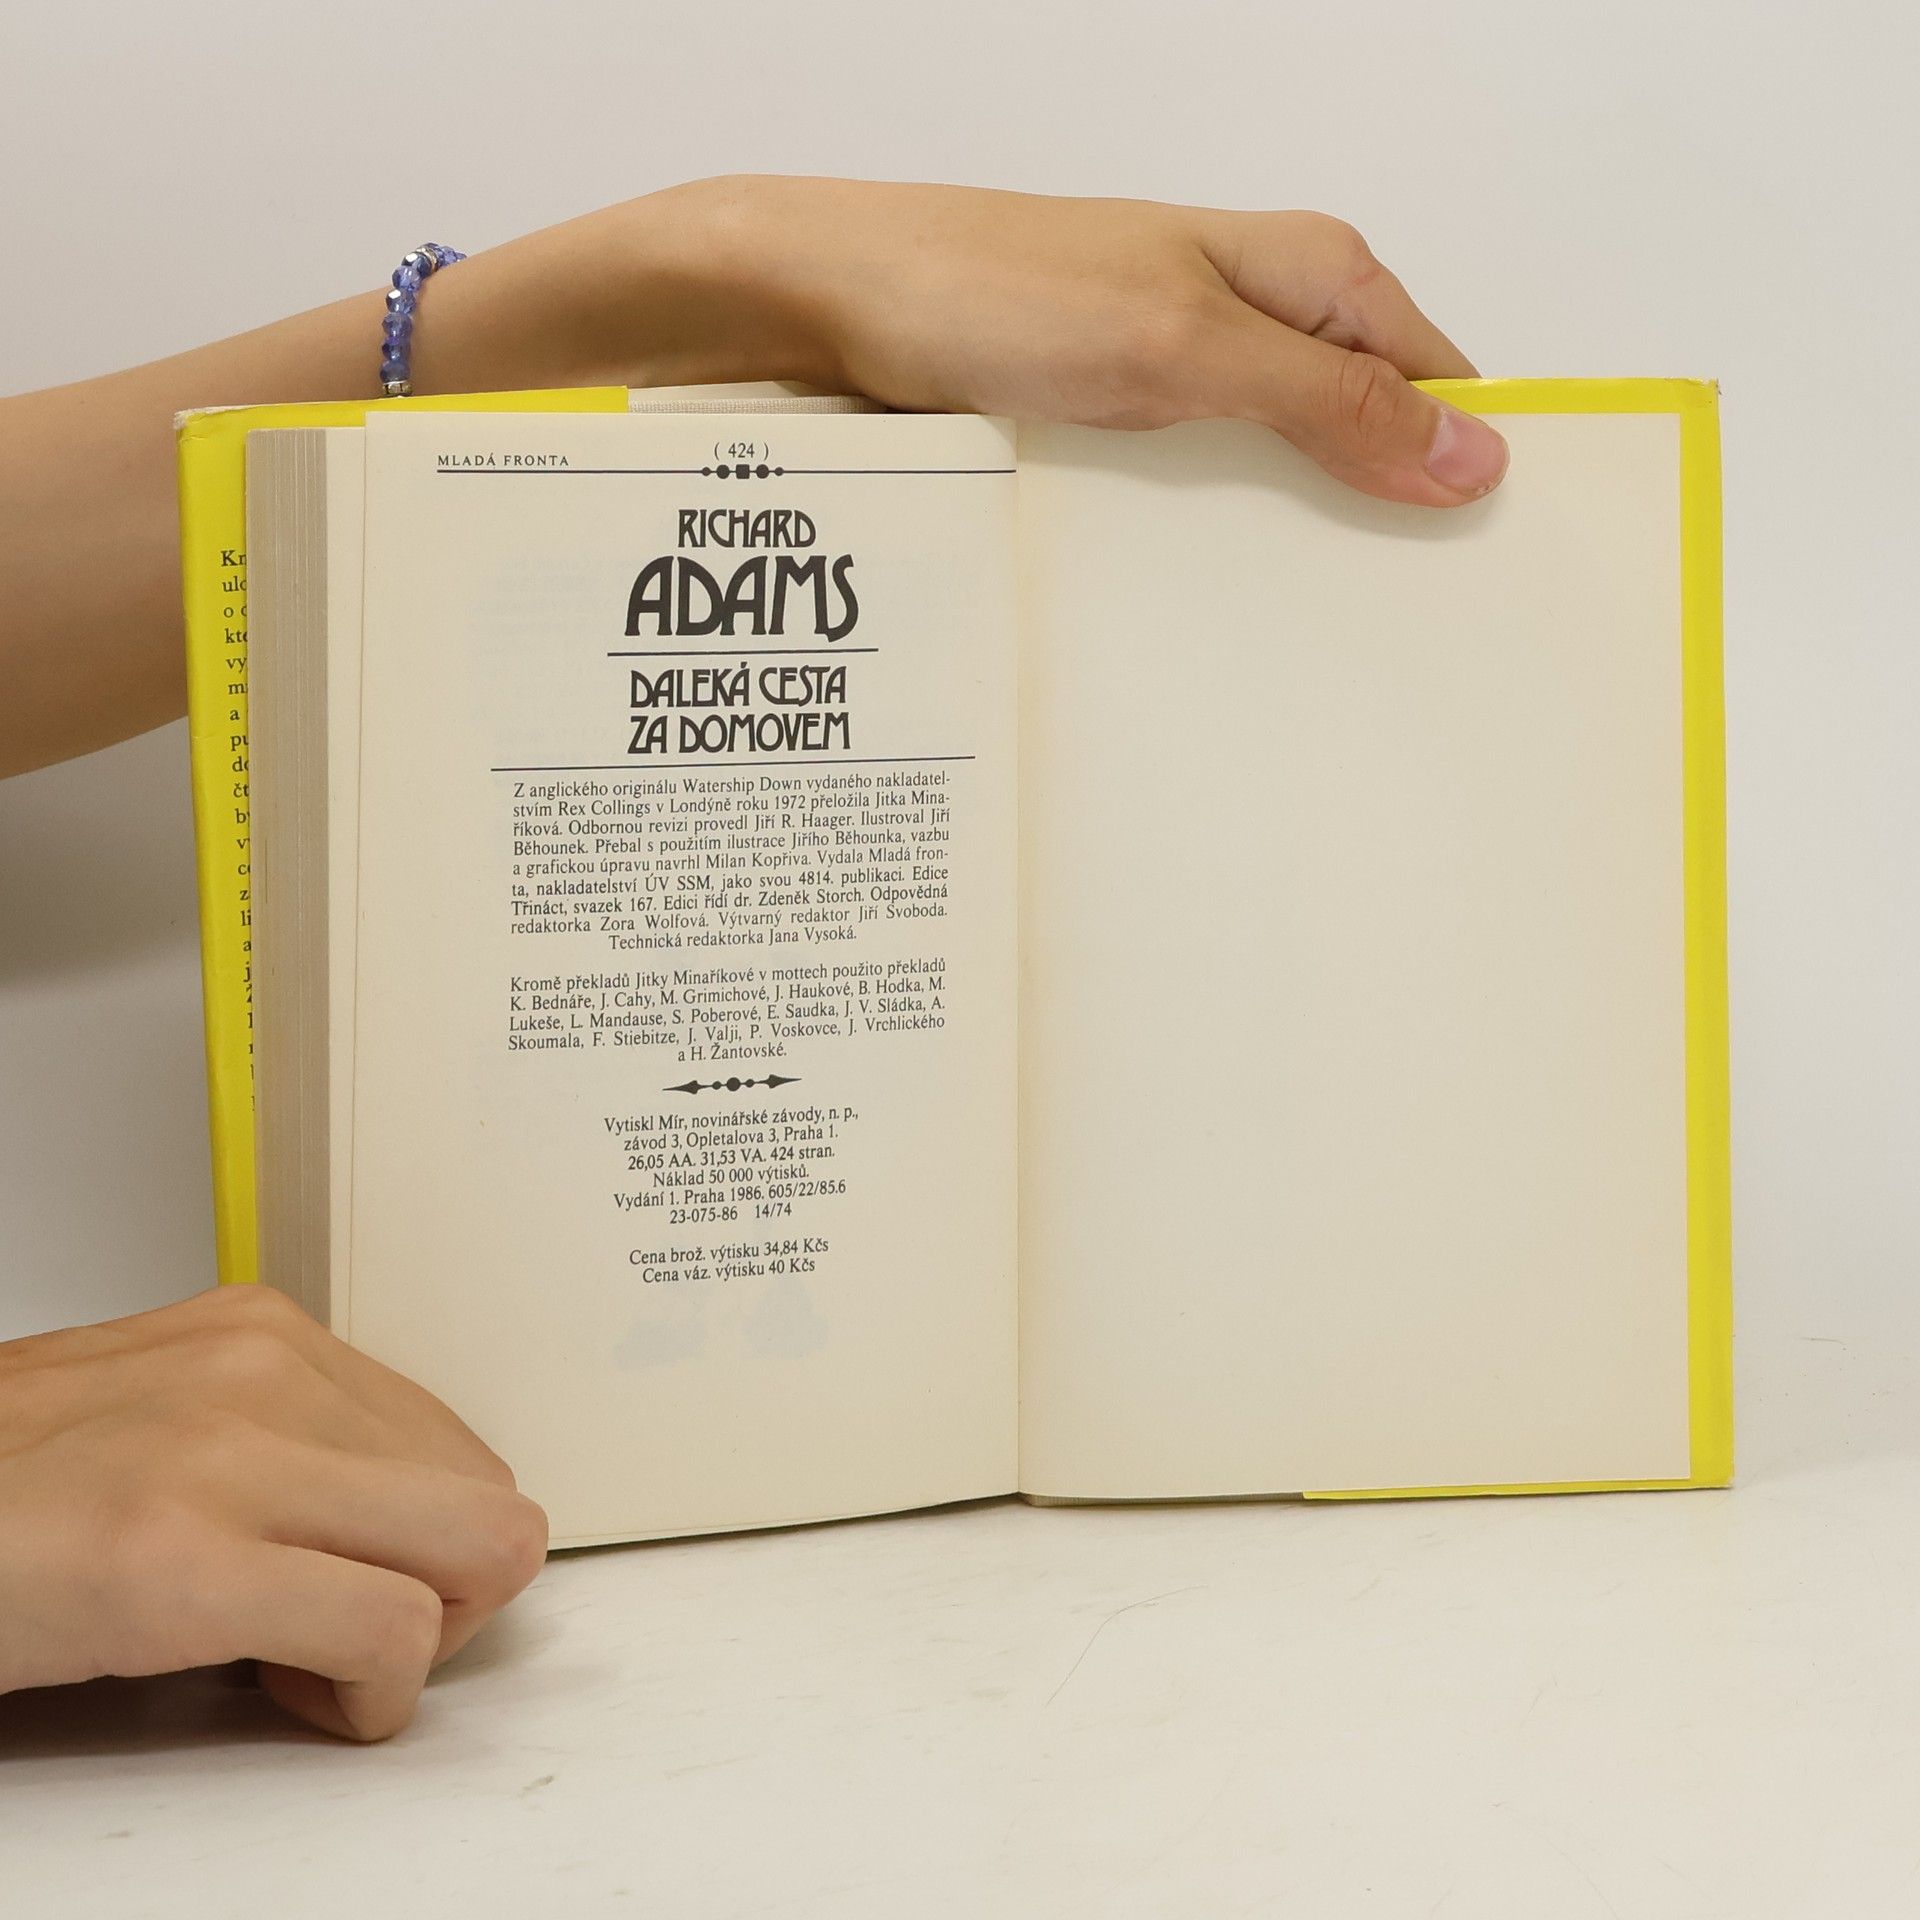 MLADÁ FRONTA
( 424 )
RICHARD
ADAMS
DALEKÁ CESTA
ZA DOMOVEM
Z anglického originálu Watership Down vydaného nakladatel-
stvím Rex Collings v Londýně roku 1972 přeložila Jitka Mina-
říková. Odbornou revizi provedl Jiří R. Haager. Ilustroval Jiří
Běhounek. Přebal s použitím ilustrace Jiřího Běhounka, vazbu
a grafickou úpravu navrhl Milan Kopřiva. Vydala Mladá fron-
ta, nakladatelství ÚV SSM, jako svou 4814. publikaci. Edice
Třináct, svazek 167. Edici řídí dr. Zdeněk Storch. Odpovědná
redaktorka Zora Wolfová. Výtvarný redaktor Jiří Svoboda.
Technická redaktorka Jana Vysoká.
Kromě překladů Jitky Minaříkové v mottech použito překladů
K. Bednáře, J. Cahy, M. Grimichové, J. Haukové, B. Hodka, M.
Lukeše, L. Mandause, S. Poberové, E. Saudka, J. V. Sládka, A.
Skoumala, F. Stiebitze, J. Valji, P. Voskovce, J. Vrchlického
a H. Žantovské.
Vytiskl Mír, novinářské závody, n. p.,
závod 3, Opletalova 3, Praha 1.
26,05 AA. 31,53 VA. 424 stran.
Náklad 50 000 výtisků.
Vydání 1. Praha 1986. 605/22/85.6
23-075-86 14/74
Cena brož. výtisku 34,84 Kčs
Cena váz. výtisku 40 Kčs